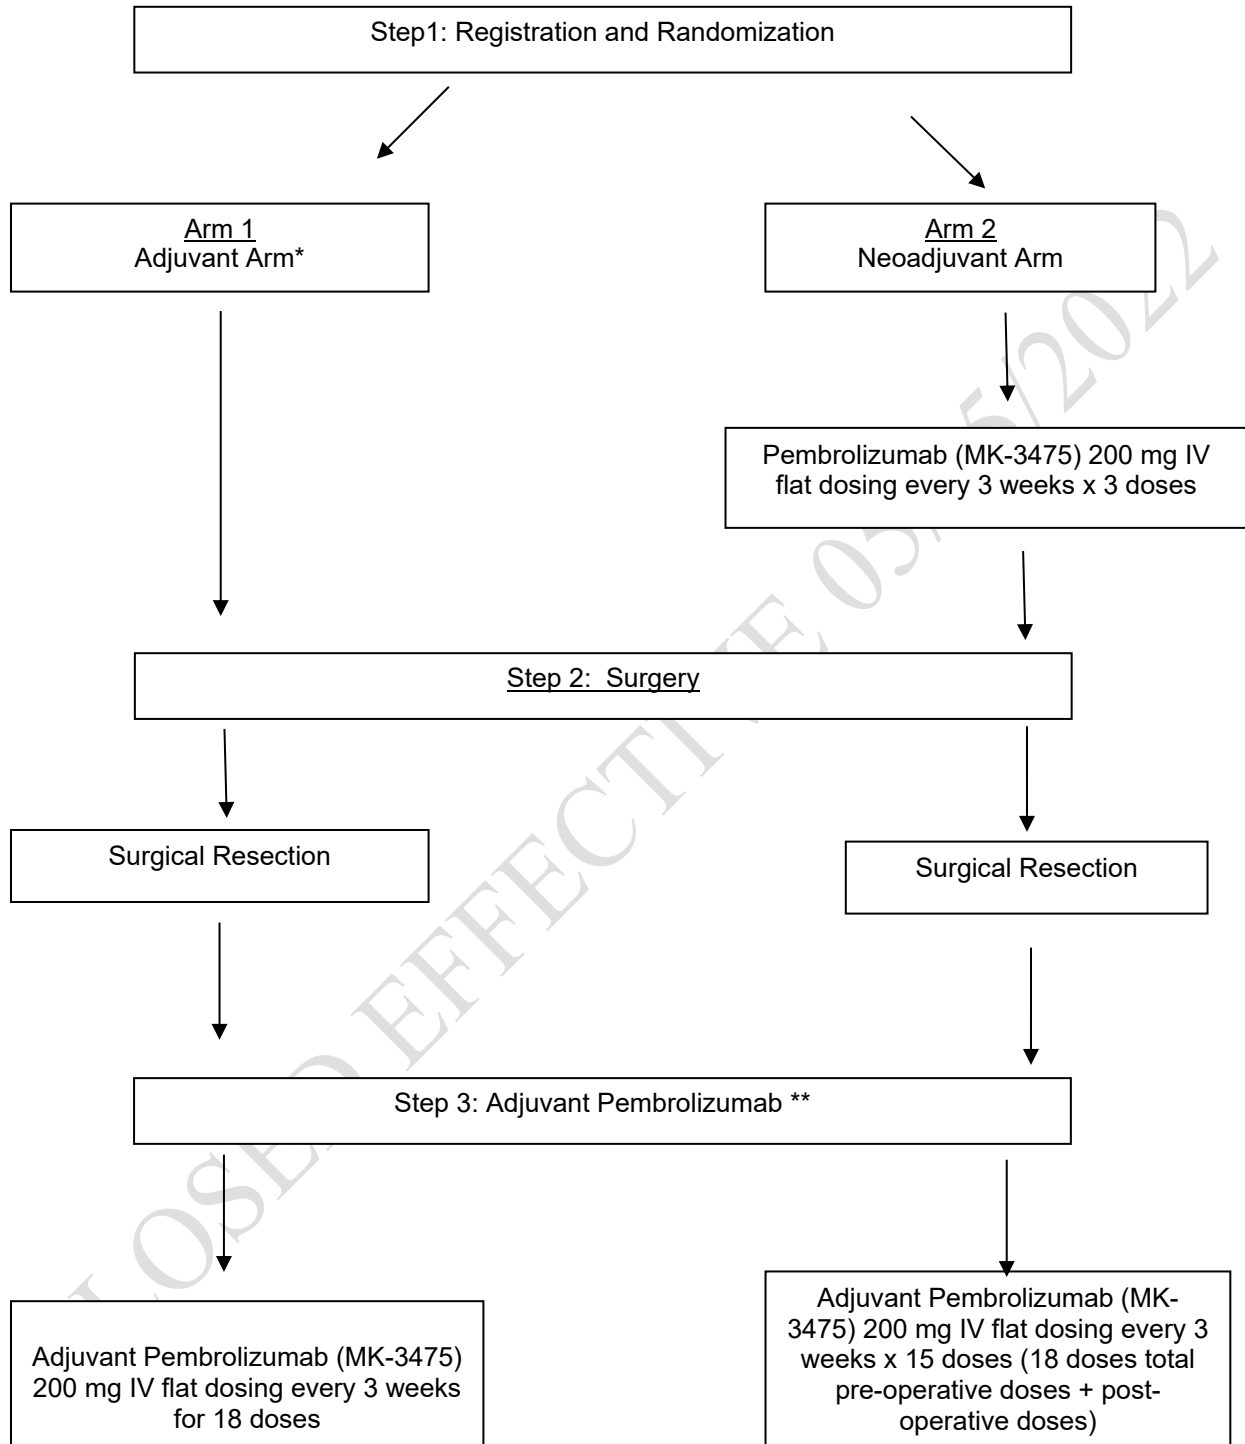 Step1: Registration and Randomization
Arm 1
Adjuvant Arm*
Arm 2
Neoadjuvant Arm
Pembrolizumab (MK-3475) 200 mg IV
flat dosing every 3 weeks x 3 doses
Step 2:  Surgery
Surgical Resection
Surgical Resection
Step 3: Adjuvant Pembrolizumab **
Adjuvant Pembrolizumab (MK-3475)
200 mg IV flat dosing every 3 weeks
for 18 doses
Adjuvant Pembrolizumab (MK-
3475) 200 mg IV flat dosing every 3
weeks x 15 doses (18 doses total
pre-operative doses + post-
operative doses)